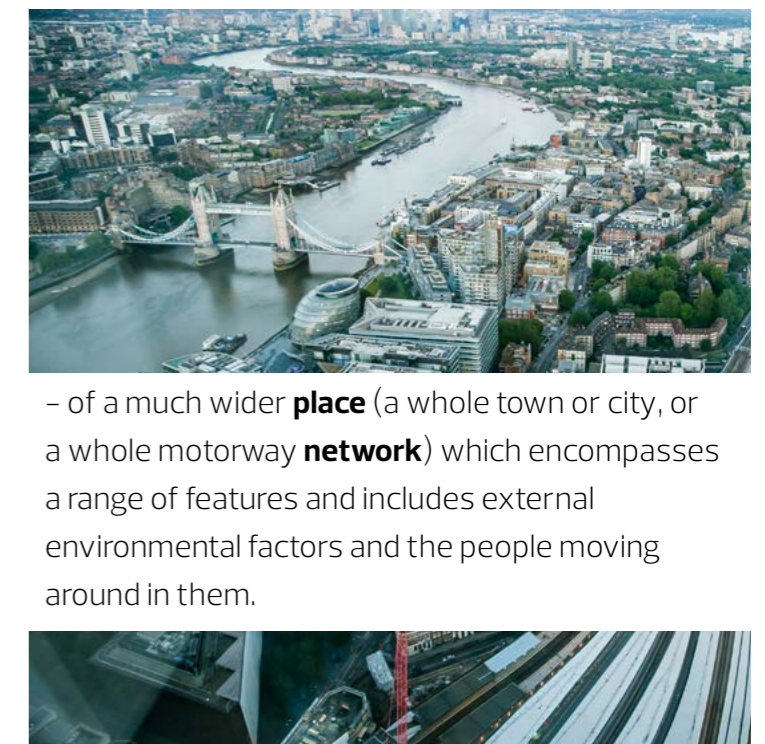 – of a much wider place (a whole town or city, or
a whole motorway network) which encompasses
a range of features and includes external
environmental factors and the people moving
around in them.